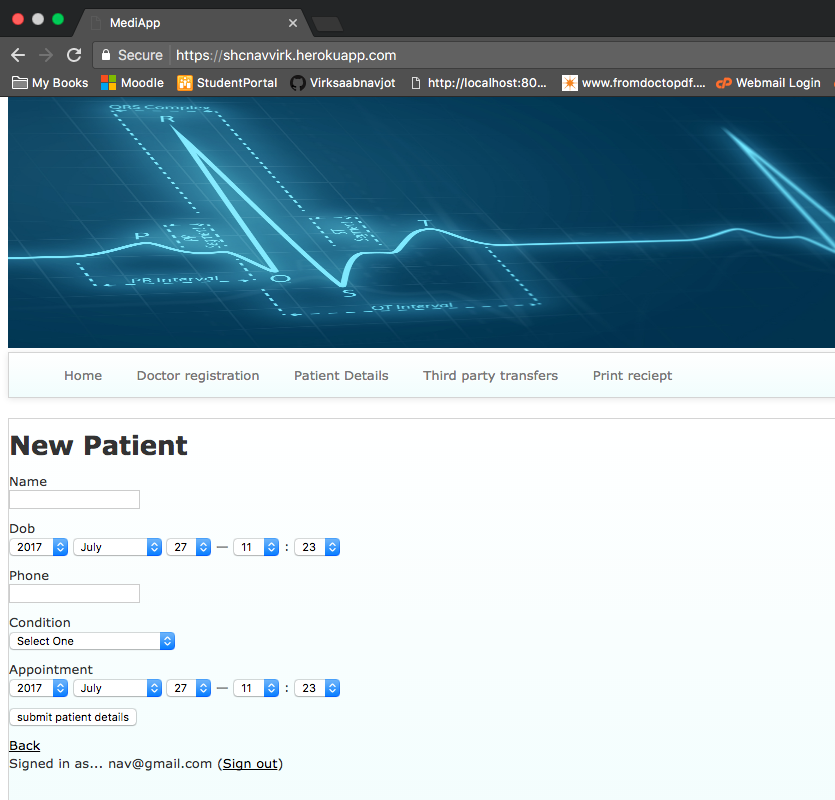 MediApp
Secure https://shcnavvirk.herokuapp.com
My Books Moodle StudentPortal Virksaabnavjot http://localhost:80... www.fromdoctopdf.... cP Webmail Login
QRS Complex
R
P T
PR Interval Q
S QT Interval
Home Doctor registration Patient Details Third party transfers Print reciept
New Patient
Name
Dob
2017 July 27 — 11 : 23
Phone
Condition
Select One
Appointment
2017 July 27 — 11 : 23
submit patient details
Back
Signed in as... nav@gmail.com (Sign out)